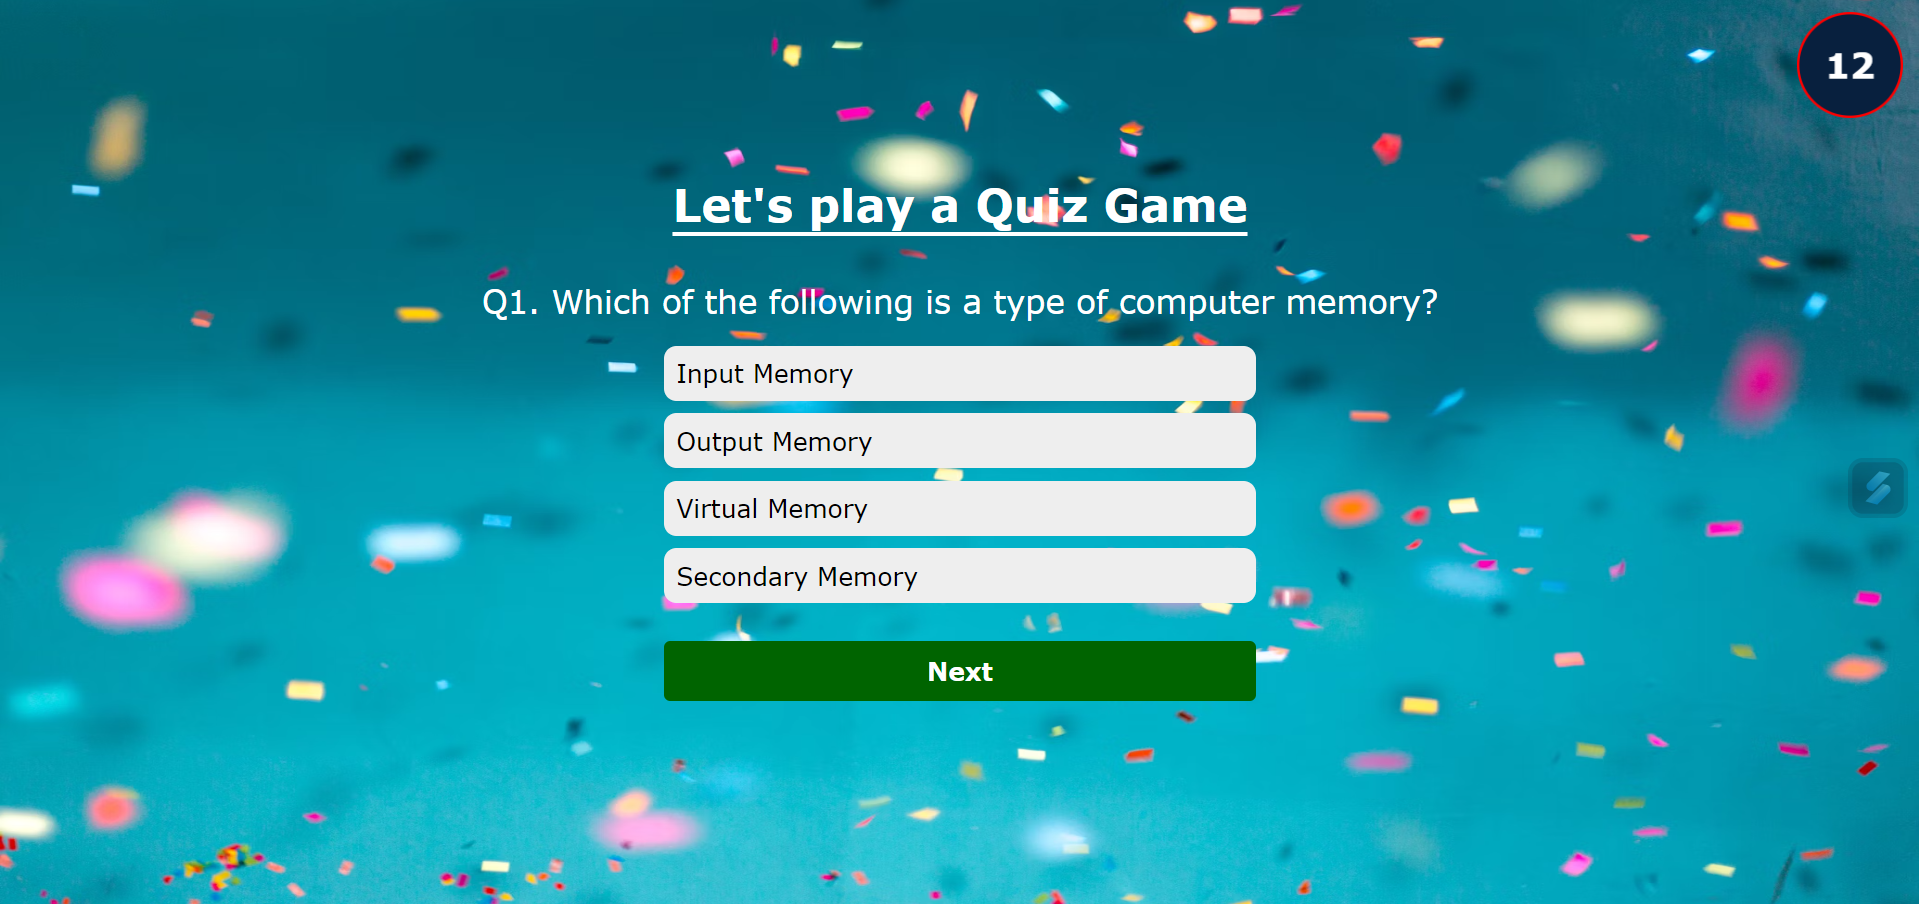 12
Let's play a Quiz Game
Q1. Which of the following is a type of computer memory?
Input Memory
Output Memory
Virtual Memory
Secondary Memory
Next